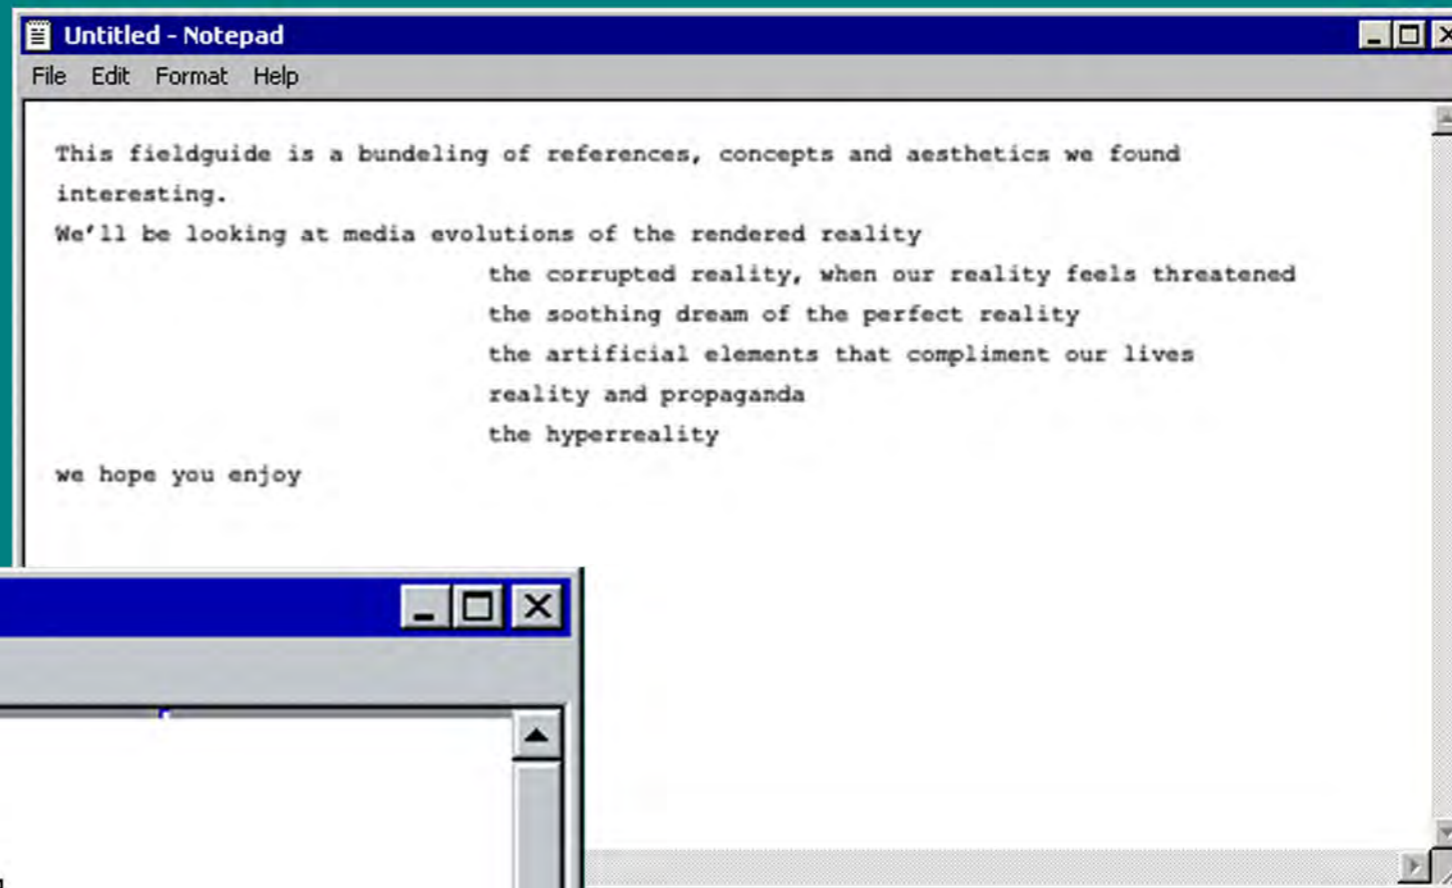 Untitled - Notepad
File Edit Format Help
This fieldguide is a bundeling of references, concepts and aesthetics we found
interesting.
We'll be looking at media evolutions of the rendered reality
the corrupted reality, when our reality feels threatened
the soothing dream of the perfect reality
the artificial elements that compliment our lives
reality and propaganda
the hyperreality
we hope you enjoy